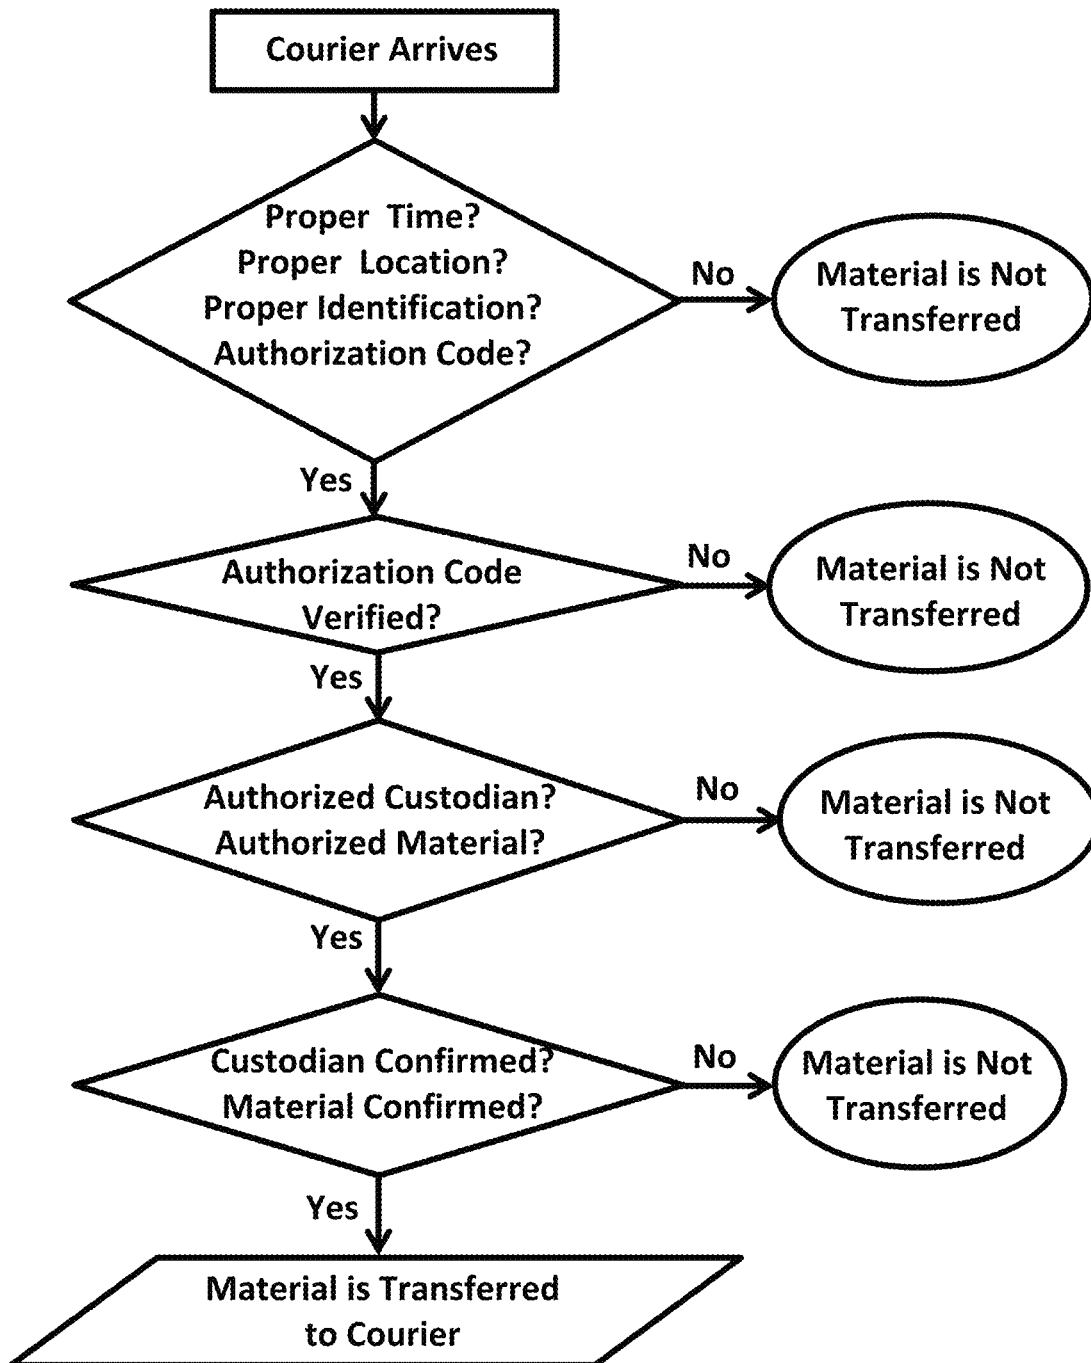 Courier Arrives
Proper Time?
Proper Location?
Proper Identification?
Authorization Code?
No
Material is Not
Transferred
Yes
Authorization Code
Verified?
No
Material is Not
Transferred
Yes
Authorized Custodian?
Authorized Material?
No
Material is Not
Transferred
Yes
Custodian Confirmed?
Material Confirmed?
No
Material is Not
Transferred
Yes
Material is Transferred
to Courier